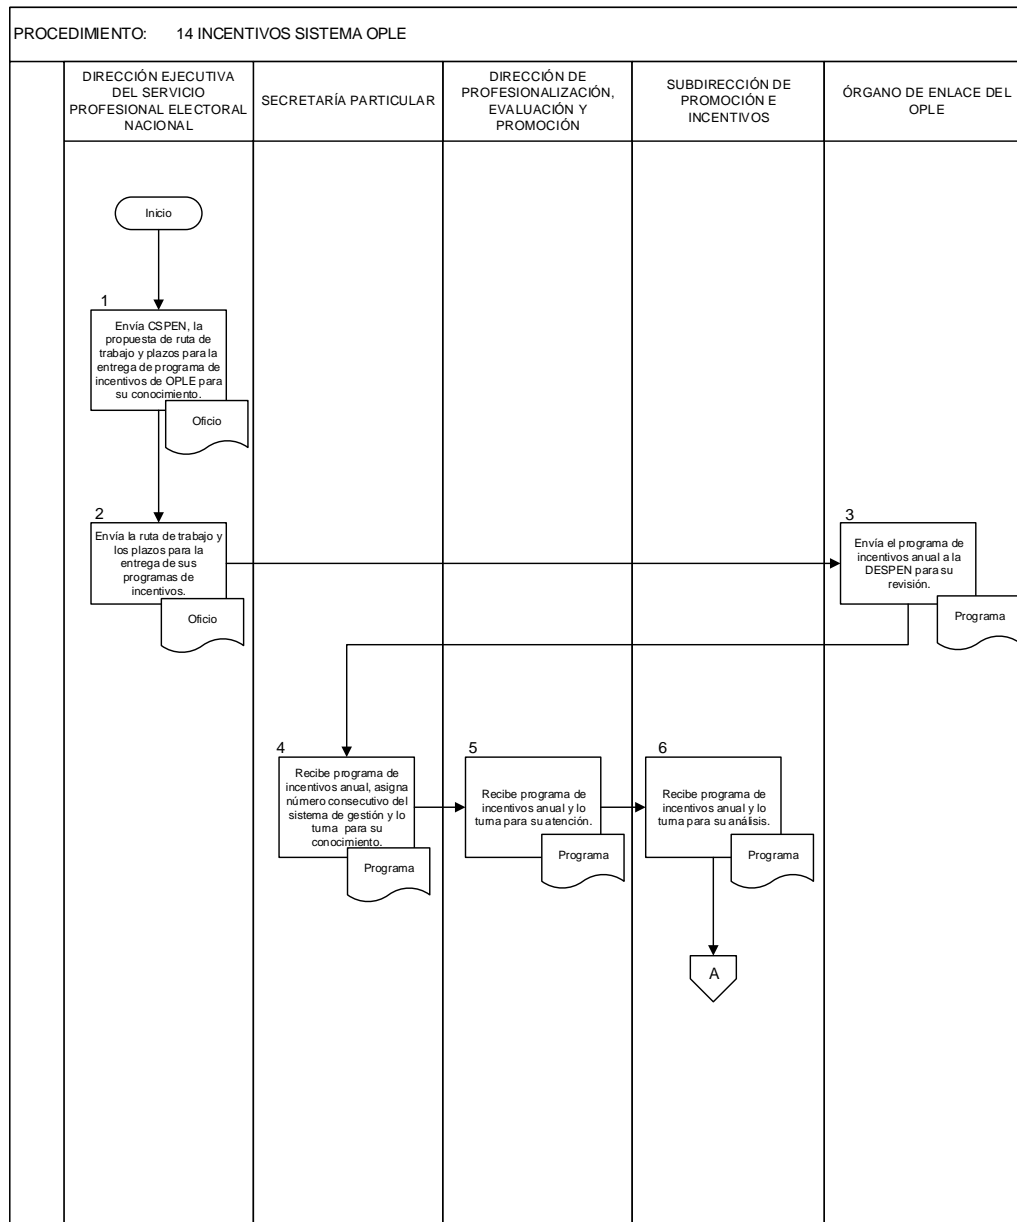 PROCEDIMIENTO: 14 INCENTIVOS SISTEMA OPLE
DIRECCIÓN EJECUTIVA
DEL SERVICIO
PROFESIONAL ELECTORAL
NACIONAL
SECRETARÍA PARTICULAR
DIRECCIÓN DE
PROFESIONALIZACIÓN,
EVALUACIÓN Y
PROMOCIÓN
SUBDIRECCIÓN DE
PROMOCIÓN E
INCENTIVOS
ÓRGANO DE ENLACE DEL
OPLE
Inicio
1
Envía CSPEN, la
propuesta de ruta de
trabajo y plazos para la
entrega de programa de
incentivos de OPLE para
su conocimiento.
Oficio
2
Envía la ruta de trabajo y
los plazos para la
entrega de sus
programas de
incentivos.
Oficio
3
Envía el programa de
incentivos anual a la
DESPEN para su
revisión.
Programa
4
Recibe programa de
incentivos anual, asigna
número consecutivo del
sistema de gestión y lo
turna para su
conocimiento.
Programa
5
Recibe programa de
incentivos anual y lo
turna para su atención.
Programa
6
Recibe programa de
incentivos anual y lo
turna para su análisis.
Programa
A